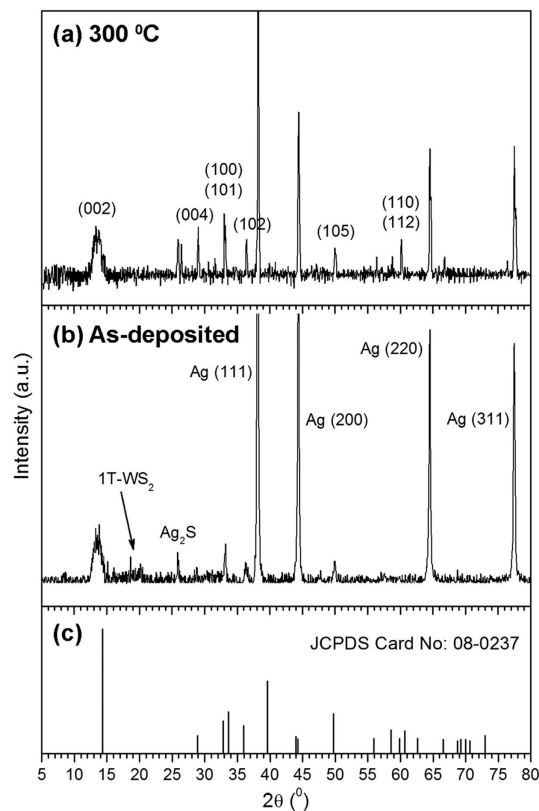 (a) 300 ⁰C
(100)
(101)
(110)
(112)
(002)
(004)
(102)
(105)
(b) As-deposited
Ag (220)
Ag (111)
Ag (200)
Ag (311)
1T-WS₂
Ag₂S
(c)
JCPDS Card No: 08-0237
Intensity (a.u.)
5 10 15 20 25 30 35 40 45 50 55 60 65 70 75 80
2θ (⁰)